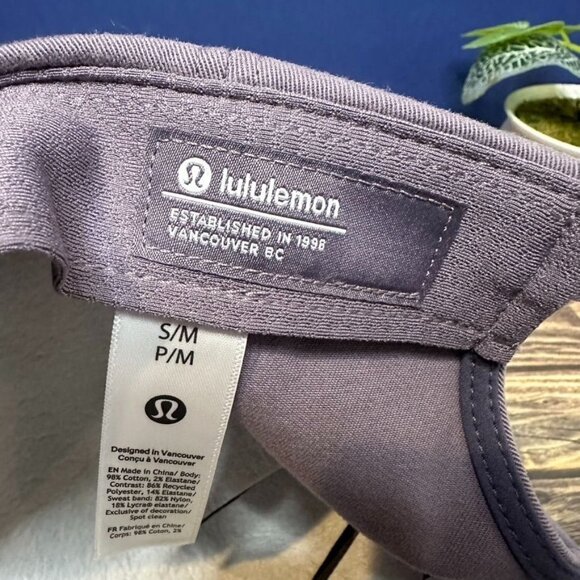 lululemon
ESTABLISHED IN 1998
VANCOUVER BC
S/M
P/M
Designed in Vancouver
Conçu à Vancouver
EN Made in China/ Body:
98% Cotton, 2% Elastane/
Contrast: 86% Recycled
Polyester, 14% Elastane/
Sweat band: 82% Nylon,
18% Lycra® elastane/
Exclusive of decoration/
Spot clean
FR Fabriqué en Chine/
Corps: 98% Coton, 2%